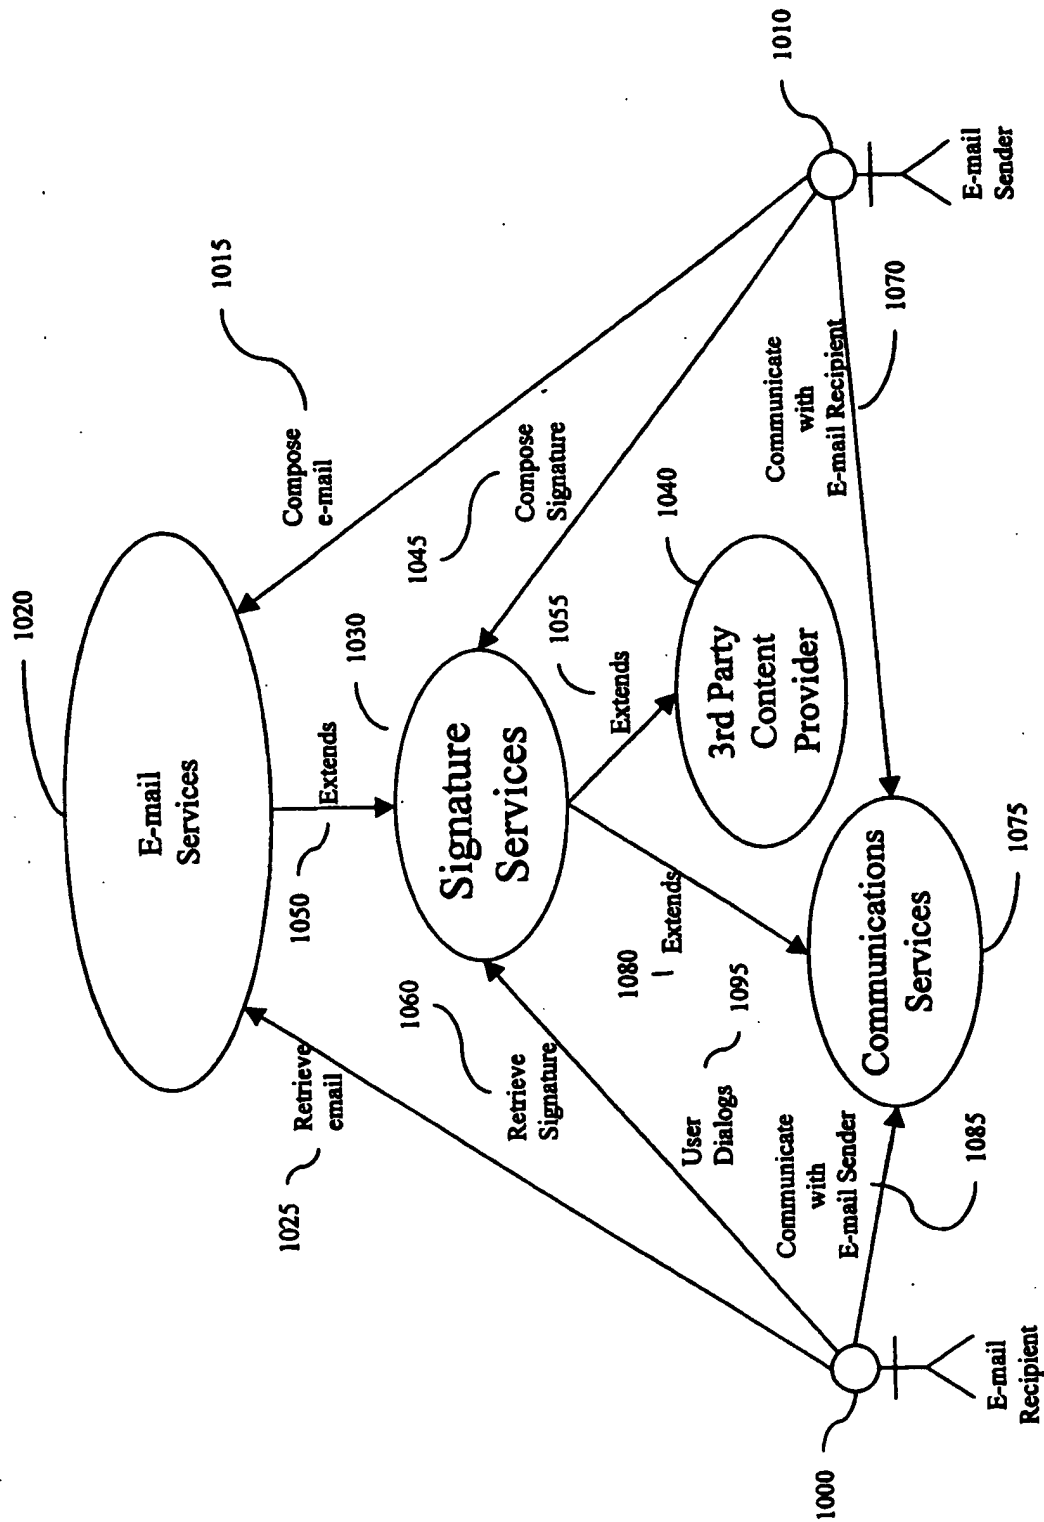 1020
E-mail
Services
1015
Compose
e-mail
1050
Extends
1025
Retrieve
email
1030
Signature
Services
1045
Compose
Signature
1060
Retrieve
Signature
1055
Extends
1040
3rd Party
Content
Provider
1080
Extends
1095
User
Dialogs
Communicate
with
E-mail Recipient
1070
Communicate
with
E-mail Sender
1085
Communications
Services
1075
1000
E-mail
Recipient
1010
E-mail
Sender